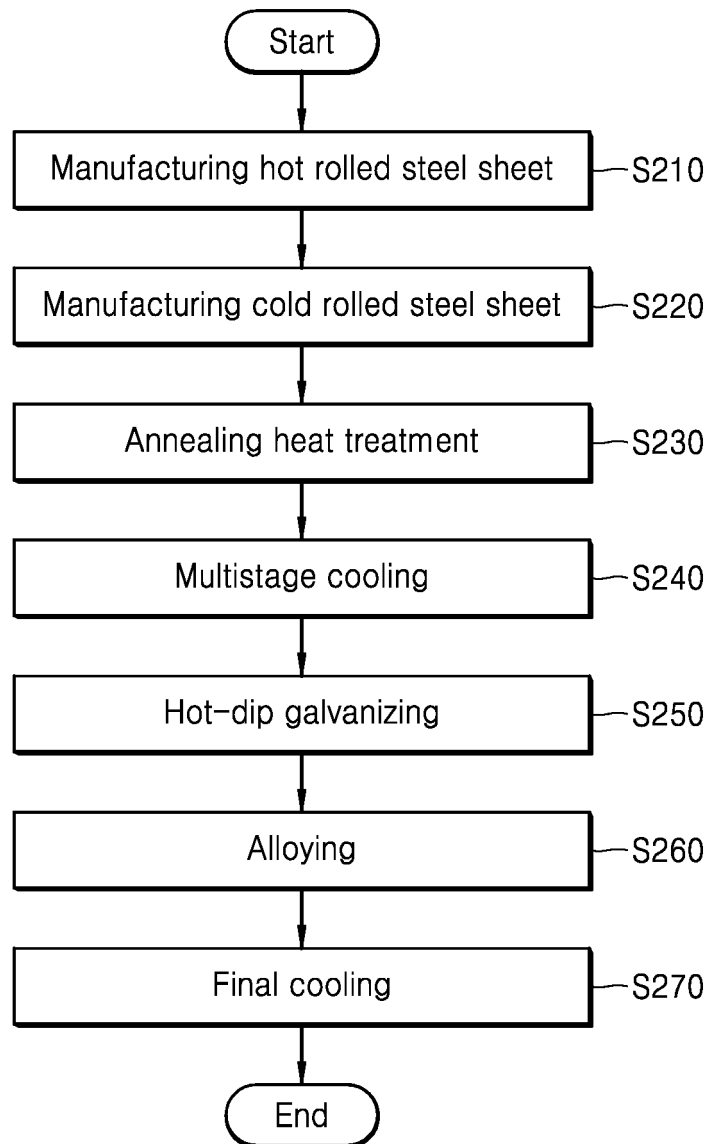 Start
Manufacturing hot rolled steel sheet
S210
Manufacturing cold rolled steel sheet
S220
Annealing heat treatment
S230
Multistage cooling
S240
Hot-dip galvanizing
S250
Alloying
S260
Final cooling
S270
End